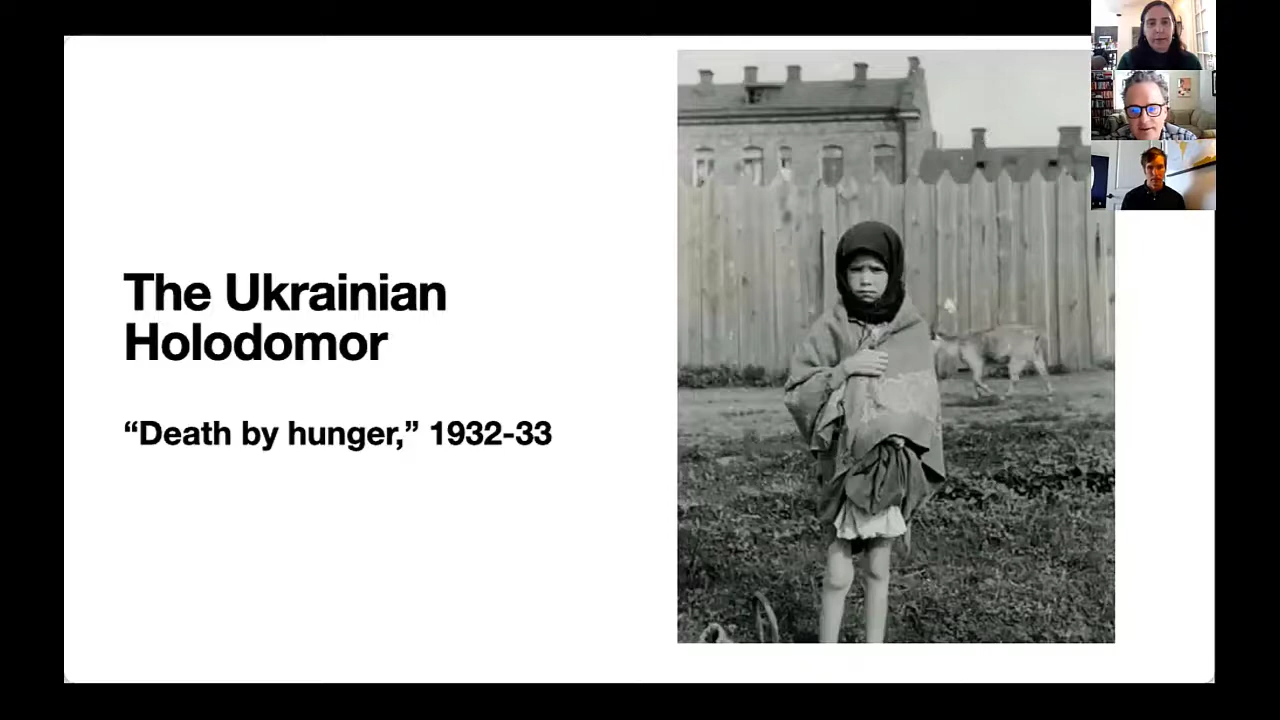 The Ukrainian
Holodomor
“Death by hunger,” 1932-33